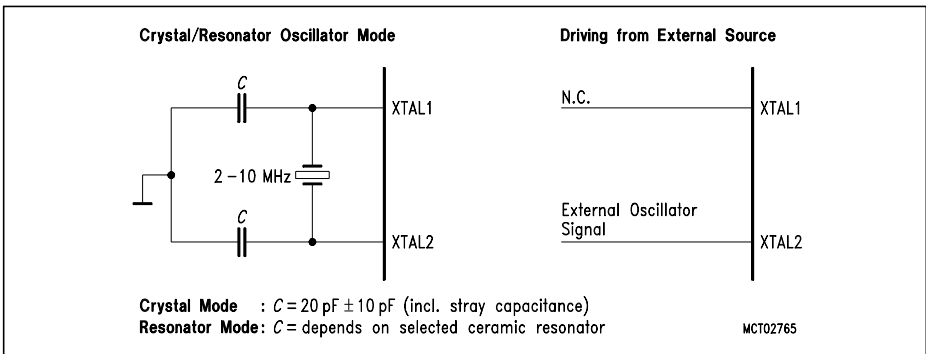 Crystal/Resonator Oscillator Mode
Driving from External Source
C
XTAL1
2 – 10 MHz
C
XTAL2
N.C.
XTAL1
External Oscillator
Signal
XTAL2
Crystal Mode : C = 20 pF ± 10 pF (incl. stray capacitance)
Resonator Mode: C = depends on selected ceramic resonator
MCT02765